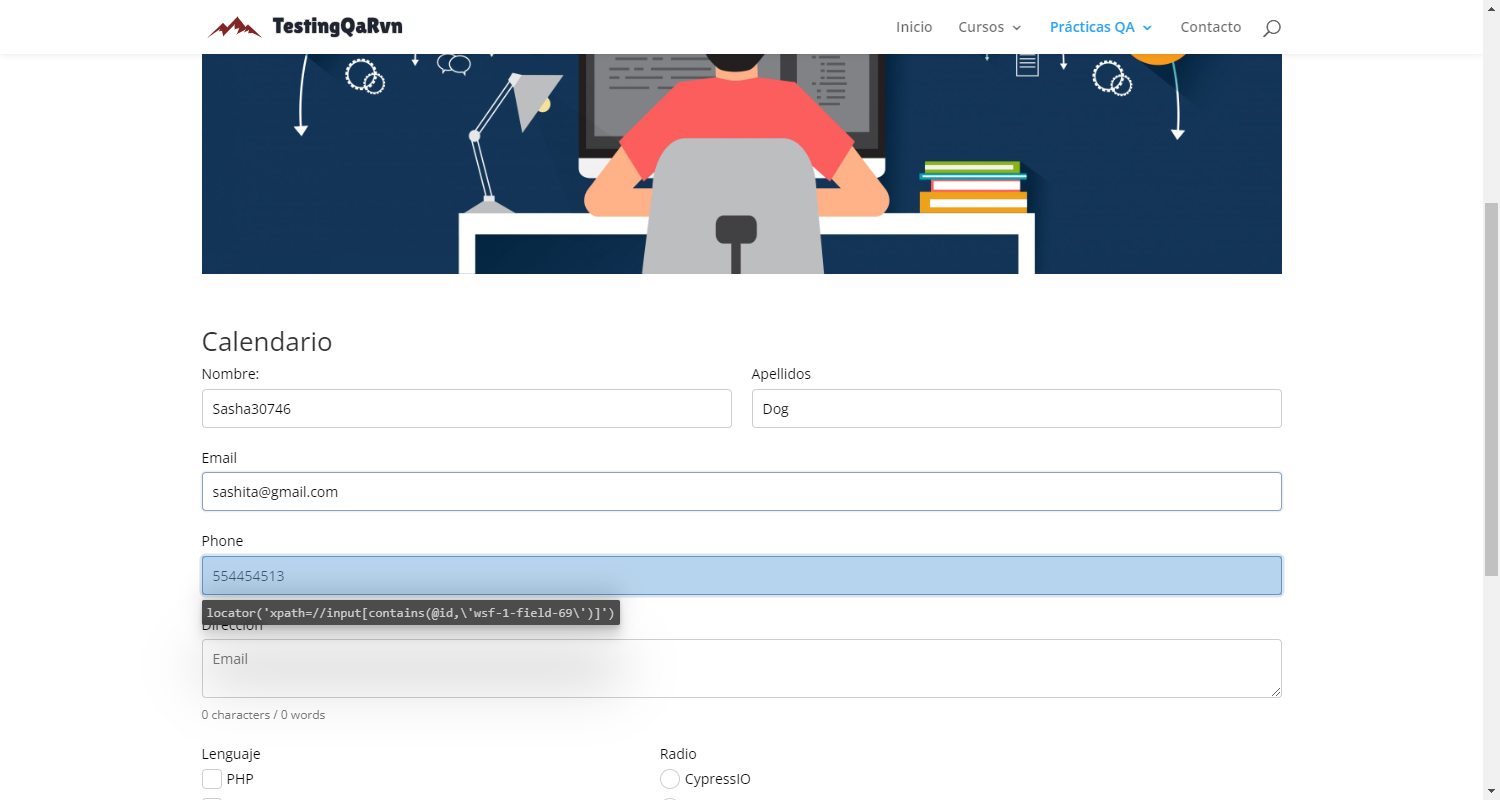 TestingQaRvn
Inicio Cursos Prácticas QA Contacto
Calendario
Nombre: Apellidos
Sasha30746 Dog
Email
sashita@gmail.com
Phone
554454513
locator('xpath=//input[contains(@id,\'wsf-1-field-69\')]')
Dirección
Email
0 characters / 0 words
Lenguaje Radio
PHP CypressIO